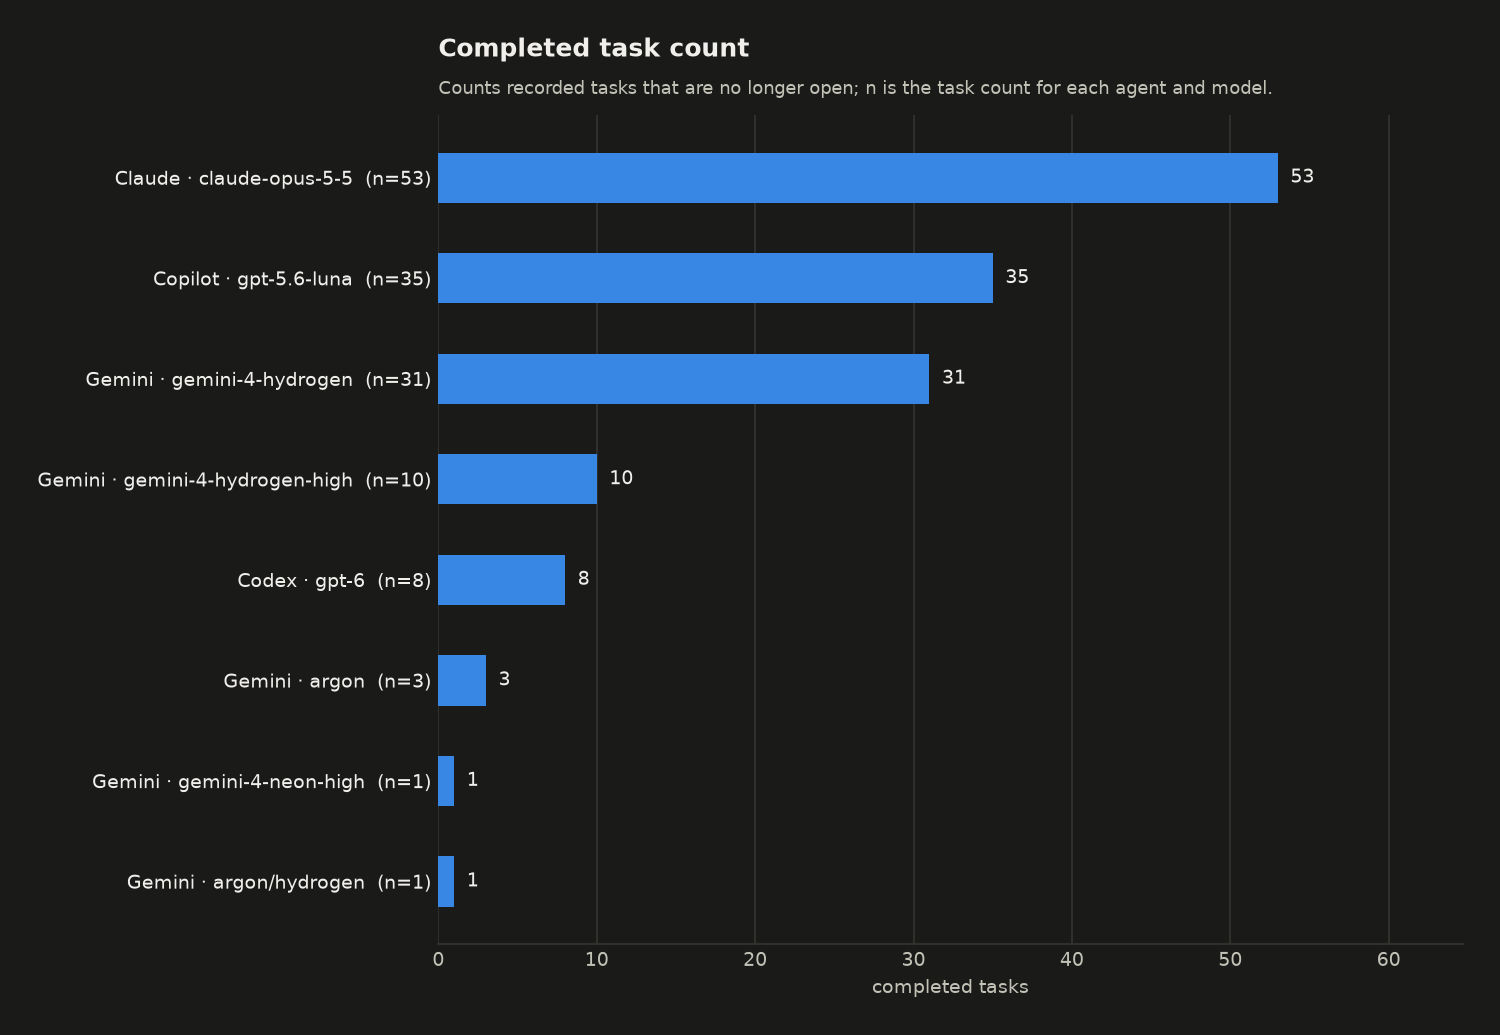 Completed task count
Counts recorded tasks that are no longer open; n is the task count for each agent and model.
Claude · claude-opus-5-5 (n=53) 53
Copilot · gpt-5.6-luna (n=35) 35
Gemini · gemini-4-hydrogen (n=31) 31
Gemini · gemini-4-hydrogen-high (n=10) 10
Codex · gpt-6 (n=8) 8
Gemini · argon (n=3) 3
Gemini · gemini-4-neon-high (n=1) 1
Gemini · argon/hydrogen (n=1) 1
0 10 20 30 40 50 60
completed tasks